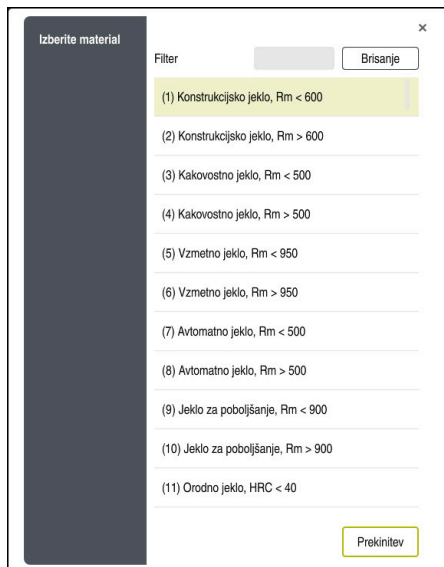 Izberite material
×
Filter
Brisanje
(1) Konstrukcijsko jeklo, Rm < 600
(2) Konstrukcijsko jeklo, Rm > 600
(3) Kakovostno jeklo, Rm < 500
(4) Kakovostno jeklo, Rm > 500
(5) Vzmetno jeklo, Rm < 950
(6) Vzmetno jeklo, Rm > 950
(7) Avtomatno jeklo, Rm < 500
(8) Avtomatno jeklo, Rm > 500
(9) Jeklo za poboljšanje, Rm < 900
(10) Jeklo za poboljšanje, Rm > 900
(11) Orodno jeklo, HRC < 40
Prekinitev